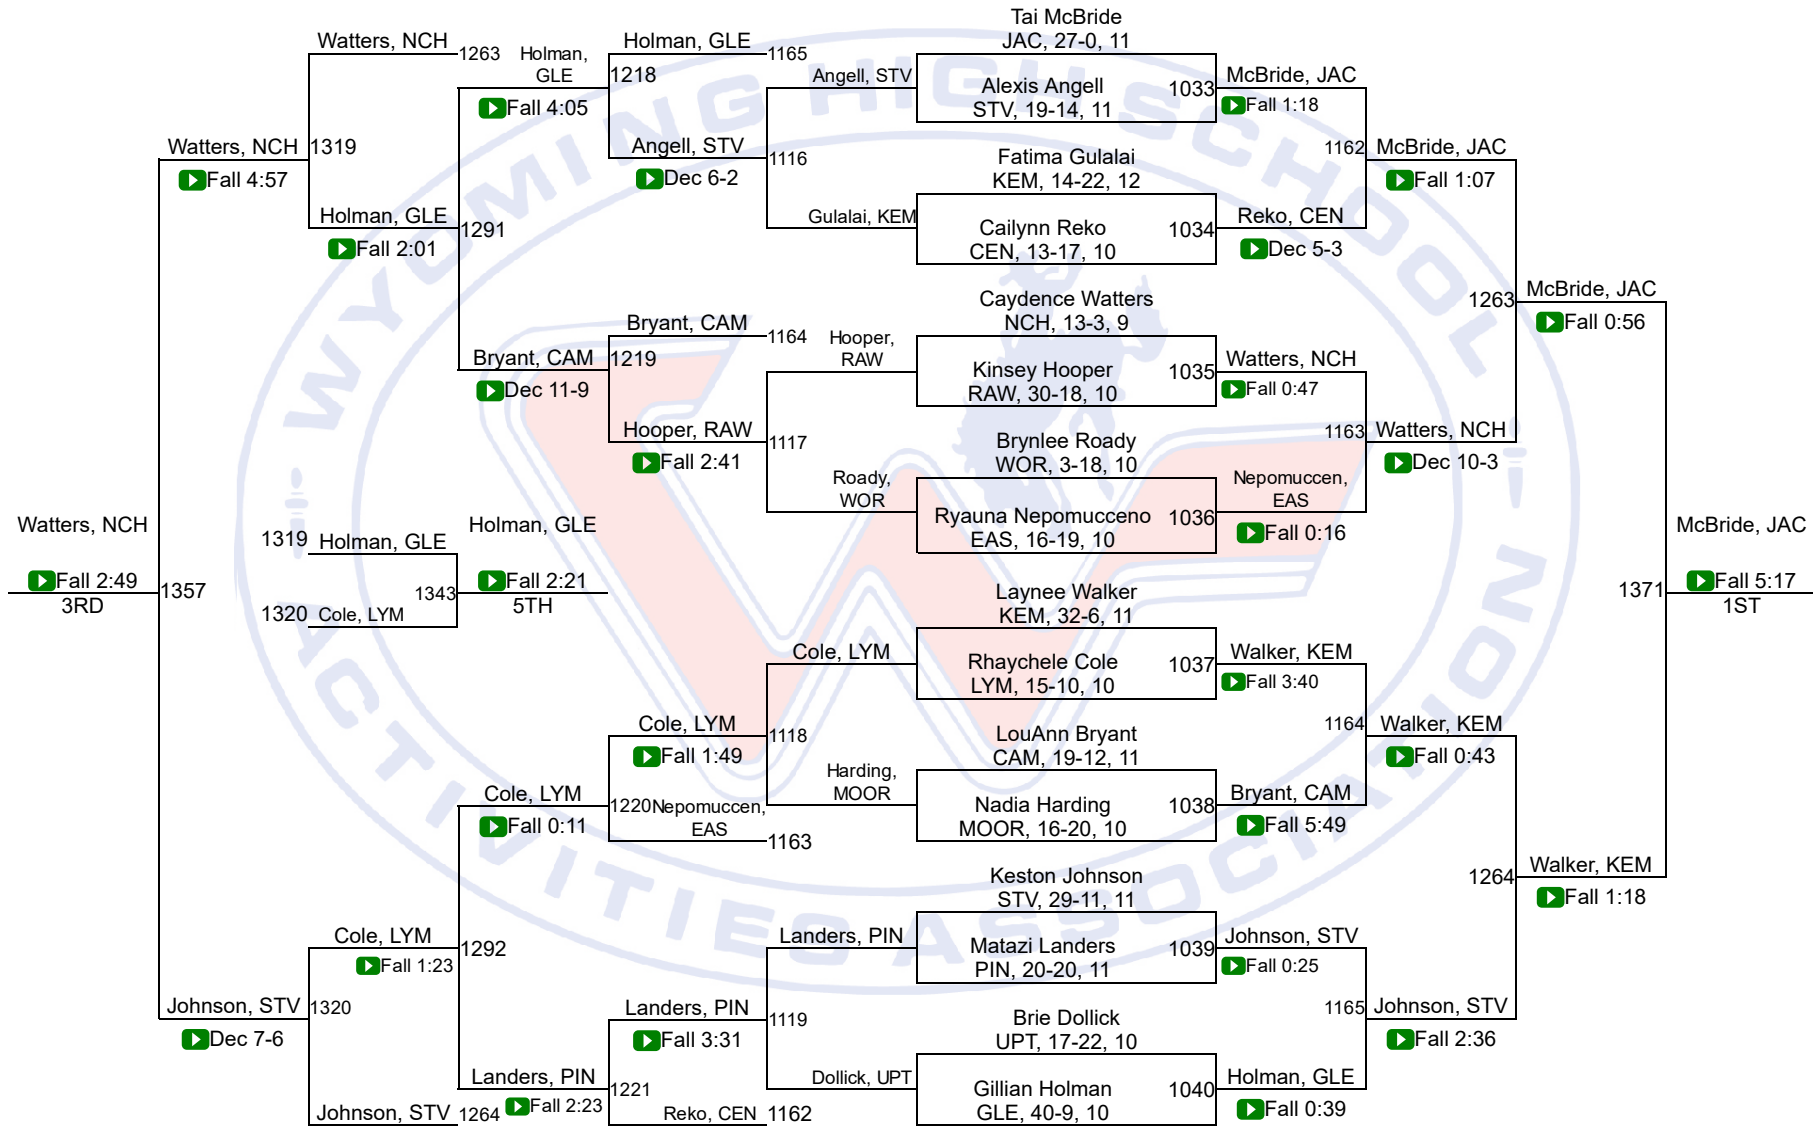 Tai McBride
JAC, 27-0, 11
Watters, NCH
1263
Holman,
GLE
Holman, GLE
1165
1218
Angell, STV
Alexis Angell
STV, 19-14, 11
1033
McBride, JAC
Fall 1:18
Fall 4:05
Watters, NCH
1319
Fall 4:57
Angell, STV
1116
Dec 6-2
Fatima Gulalai
KEM, 14-22, 12
1162
McBride, JAC
Fall 1:07
Holman, GLE
1291
Fall 2:01
Gulalai, KEM
Cailynn Reko
CEN, 13-17, 10
1034
Reko, CEN
Dec 5-3
Caydence Watters
NCH, 13-3, 9
1263
McBride, JAC
Fall 0:56
Bryant, CAM
1164
Hooper,
RAW
Bryant, CAM
1219
Dec 11-9
Kinsey Hooper
RAW, 30-18, 10
1035
Watters, NCH
Fall 0:47
Hooper, RAW
1117
Fall 2:41
Brynlee Roady
WOR, 3-18, 10
1163
Watters, NCH
Dec 10-3
Roady,
WOR
Ryauna Nepomucceno
EAS, 16-19, 10
1036
Nepomuccen,
EAS
Fall 0:16
Watters, NCH
Fall 2:49
3RD
1357
1319
Holman, GLE
1320
Cole, LYM
1343
Holman, GLE
Fall 2:21
5TH
McBride, JAC
1371
Fall 5:17
1ST
Laynee Walker
KEM, 32-6, 11
Cole, LYM
Rhaychele Cole
LYM, 15-10, 10
1037
Walker, KEM
Fall 3:40
Cole, LYM
1118
Fall 1:49
LouAnn Bryant
CAM, 19-12, 11
1164
Walker, KEM
Fall 0:43
Harding,
MOOR
Nadia Harding
MOOR, 16-20, 10
1038
Bryant, CAM
Fall 5:49
Cole, LYM
1220
Fall 0:11
Nepomuccen,
EAS
1163
Keston Johnson
STV, 29-11, 11
1264
Walker, KEM
Fall 1:18
Cole, LYM
1292
Fall 1:23
Landers, PIN
Matazi Landers
PIN, 20-20, 11
1039
Johnson, STV
Fall 0:25
Johnson, STV
1320
Dec 7-6
Landers, PIN
1119
Fall 3:31
Brie Dollick
UPT, 17-22, 10
1165
Johnson, STV
Fall 2:36
Landers, PIN
1221
Fall 2:23
Dollick, UPT
Gillian Holman
GLE, 40-9, 10
1040
Holman, GLE
Fall 0:39
Johnson, STV
1264
Reko, CEN
1162
WYOMING HIGH SCHOOL
ACTIVITIES ASSOCIATION